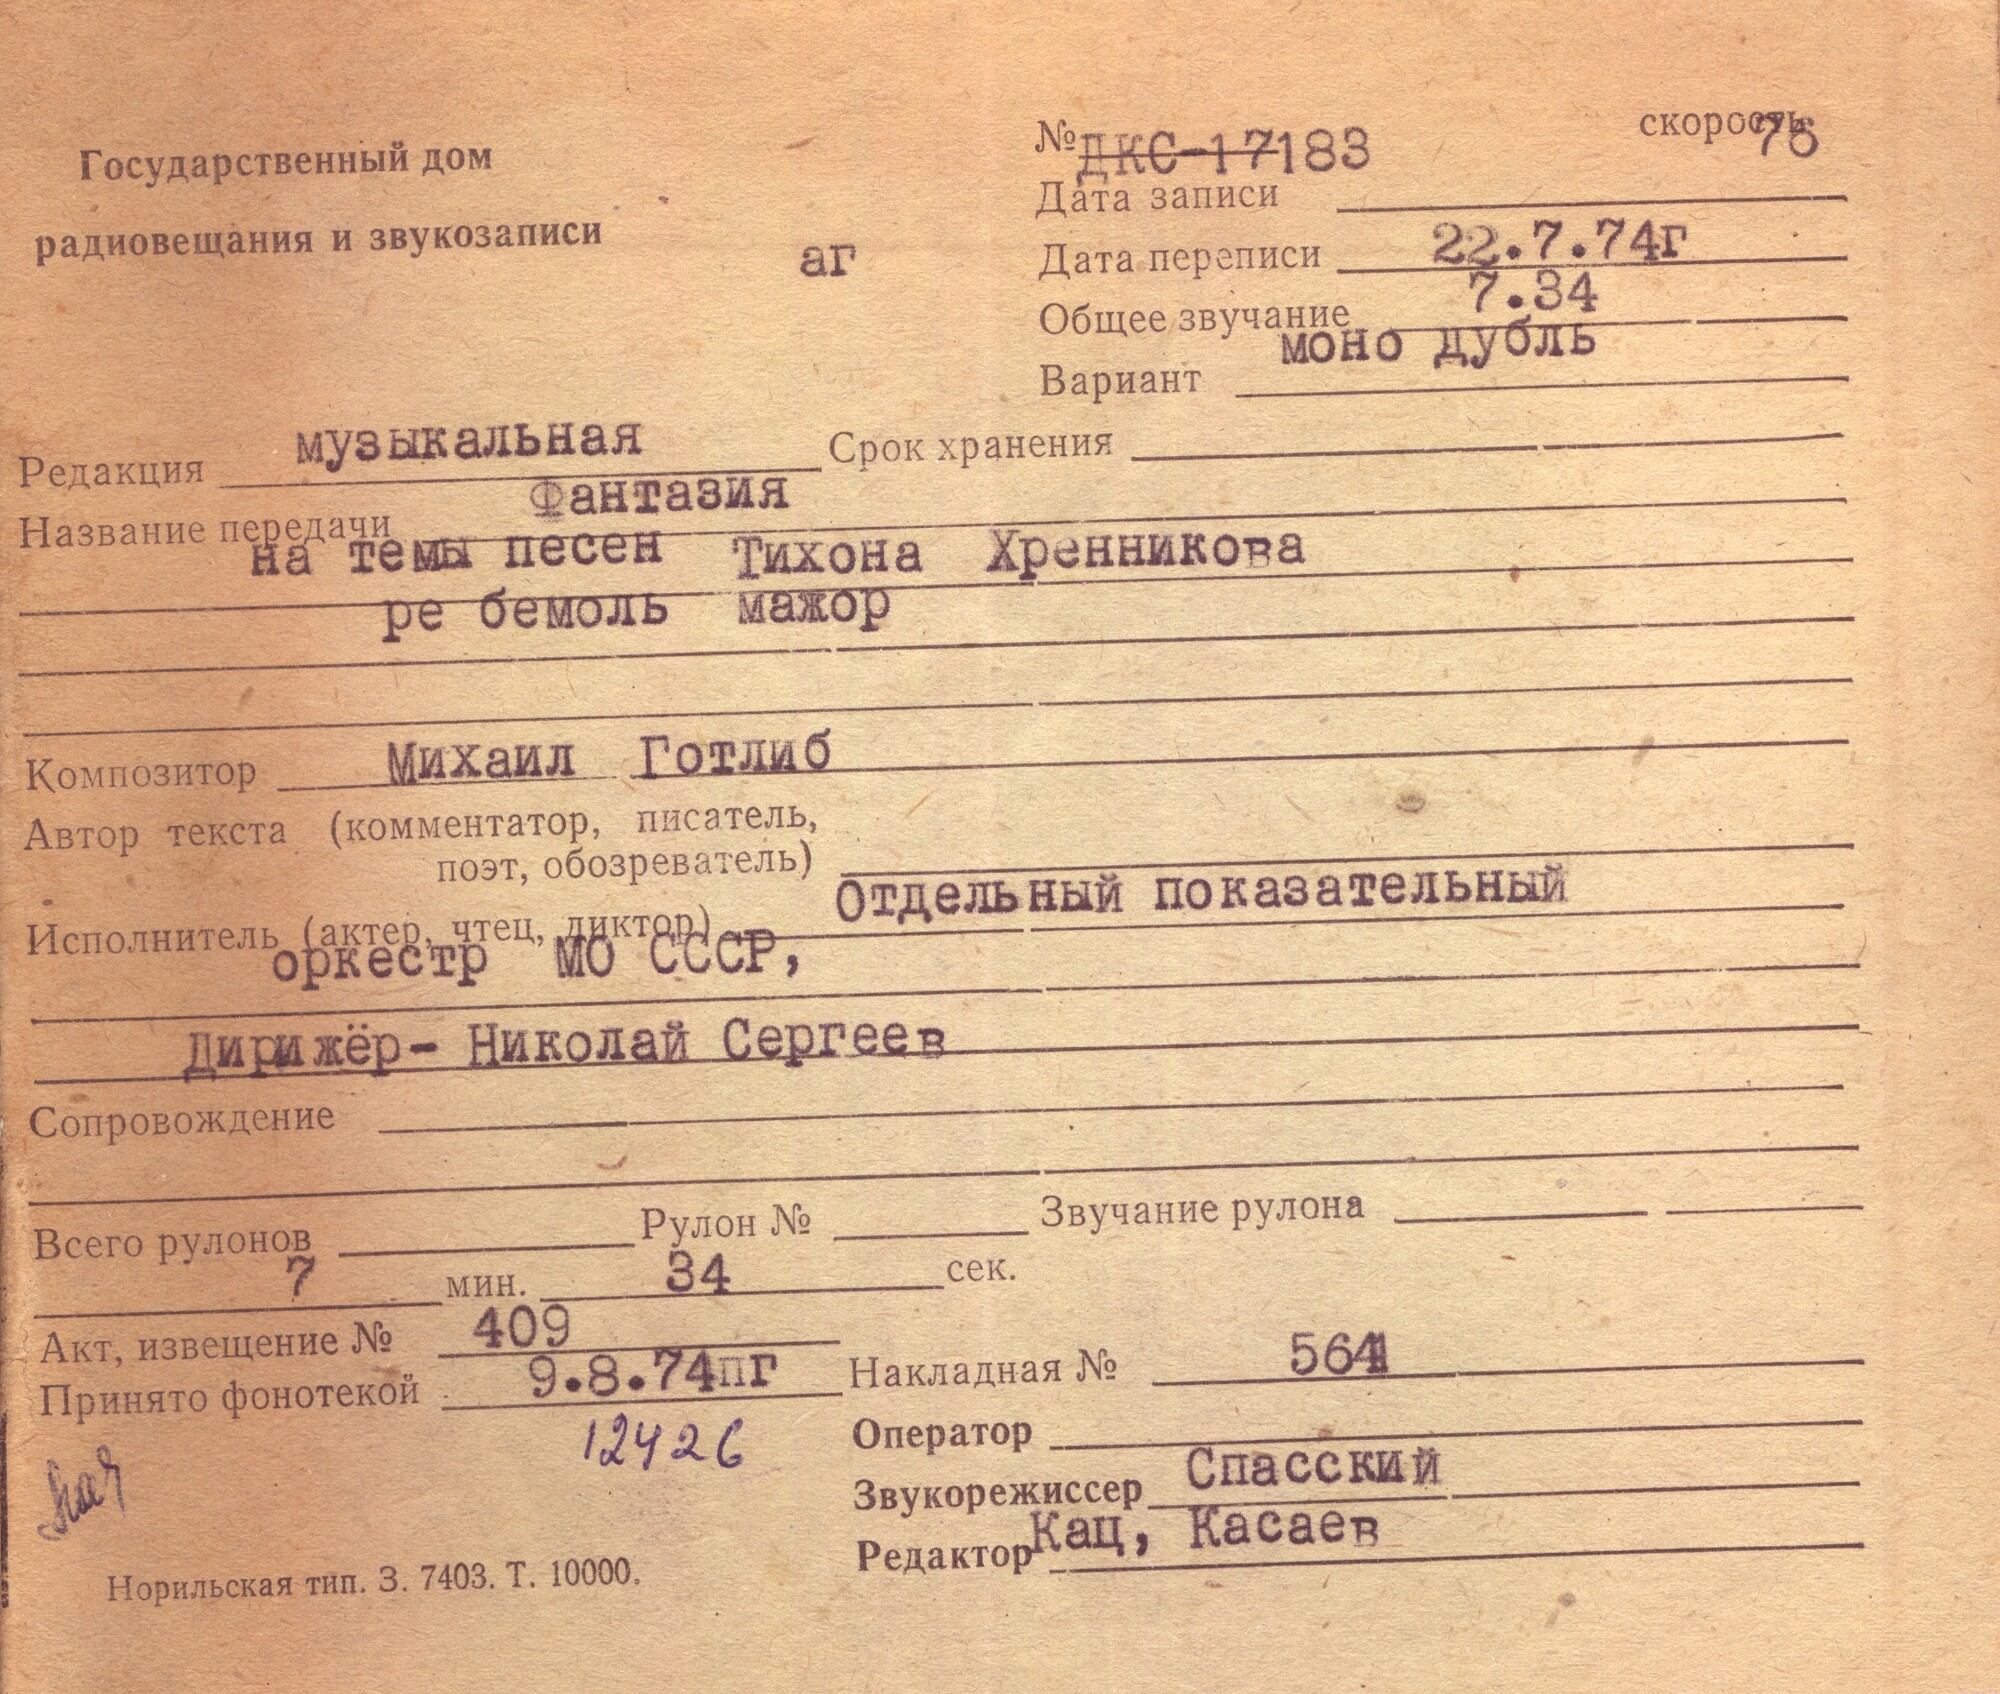 Государственный дом
радиовещания и звукозаписи
аг
№ ДКС-17183
скорость 76
Дата записи
Дата переписи 22.7.74г
Общее звучание 7.34
Вариант моно дубль
Редакция музыкальная Срок хранения
Название передачи Фантазия
на темы песен Тихона Хренникова
ре бемоль мажор
Композитор Михаил Готлиб
Автор текста (комментатор, писатель,
поэт, обозреватель)
Исполнитель (актер, чтец, диктор) Отдельный показательный
оркестр МО СССР,
Дирижёр- Николай Сергеев
Сопровождение
Всего рулонов Рулон № Звучание рулона
7 мин. 34 сек.
Акт, извещение № 409
Принято фонотекой 9.8.74пг Накладная № 564
12426
Оператор
Звукорежиссер Спасский
Редактор Кац, Касаев
Норильская тип. З. 7403. Т. 10000.